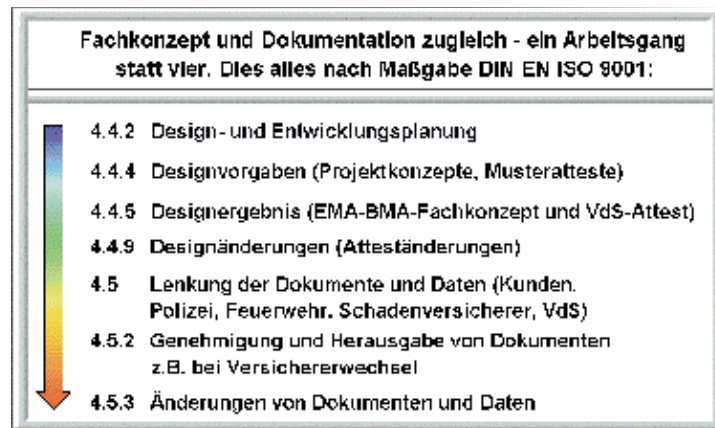 Fachkonzept und Dokumentation zugleich - ein Arbeitsgang
statt vier. Dies alles nach Maßgabe DIN EN ISO 9001:
4.4.2 Design- und Entwicklungsplanung
4.4.4 Designvorgaben (Projektkonzepte, Musteratteste)
4.4.5 Designergebnis (EMA-BMA-Fachkonzept und VdS-Attest)
4.4.9 Designänderungen (Atteständerungen)
4.5 Lenkung der Dokumente und Daten (Kunden,
Polizei, Feuerwehr, Schadenversicherer, VdS)
4.5.2 Genehmigung und Herausgabe von Dokumenten
z.B. bei Versichererwechsel
4.5.3 Änderungen von Dokumenten und Daten